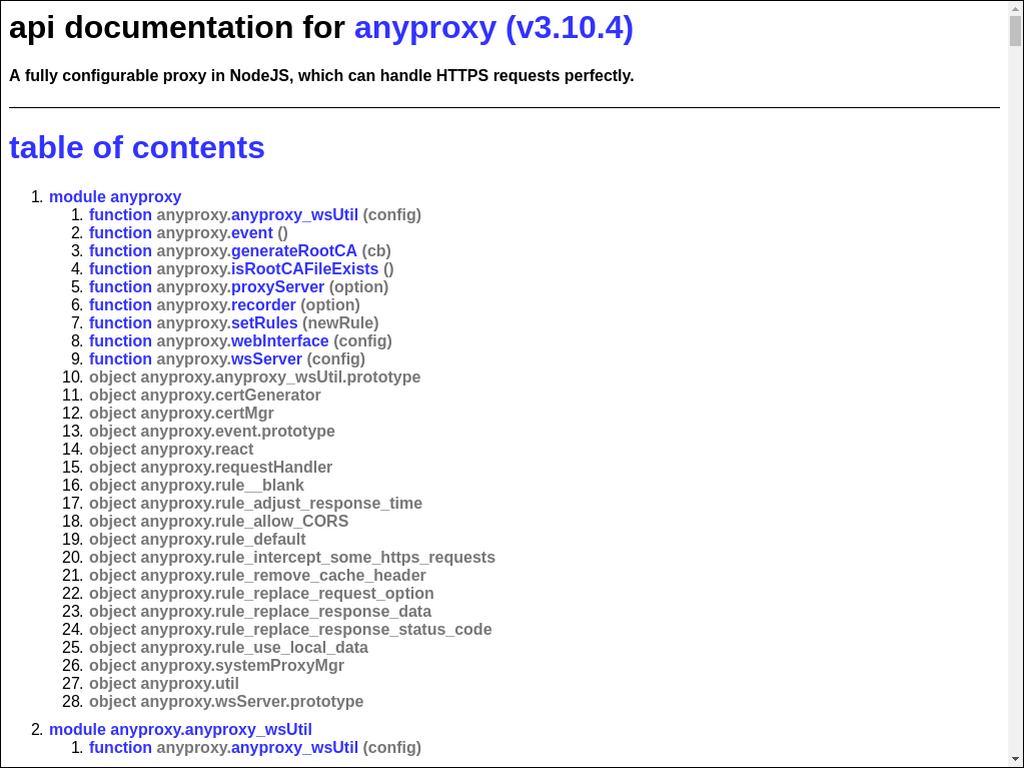 api documentation for anyproxy (v3.10.4)
A fully configurable proxy in NodeJS, which can handle HTTPS requests perfectly.
table of contents
1. module anyproxy
1. function anyproxy.anyproxy_wsUtil (config)
2. function anyproxy.event ()
3. function anyproxy.generateRootCA (cb)
4. function anyproxy.isRootCAFileExists ()
5. function anyproxy.proxyServer (option)
6. function anyproxy.recorder (option)
7. function anyproxy.setRules (newRule)
8. function anyproxy.webInterface (config)
9. function anyproxy.wsServer (config)
10. object anyproxy.anyproxy_wsUtil.prototype
11. object anyproxy.certGenerator
12. object anyproxy.certMgr
13. object anyproxy.event.prototype
14. object anyproxy.react
15. object anyproxy.requestHandler
16. object anyproxy.rule__blank
17. object anyproxy.rule_adjust_response_time
18. object anyproxy.rule_allow_CORS
19. object anyproxy.rule_default
20. object anyproxy.rule_intercept_some_https_requests
21. object anyproxy.rule_remove_cache_header
22. object anyproxy.rule_replace_request_option
23. object anyproxy.rule_replace_response_data
24. object anyproxy.rule_replace_response_status_code
25. object anyproxy.rule_use_local_data
26. object anyproxy.systemProxyMgr
27. object anyproxy.util
28. object anyproxy.wsServer.prototype
2. module anyproxy.anyproxy_wsUtil
1. function anyproxy.anyproxy_wsUtil (config)